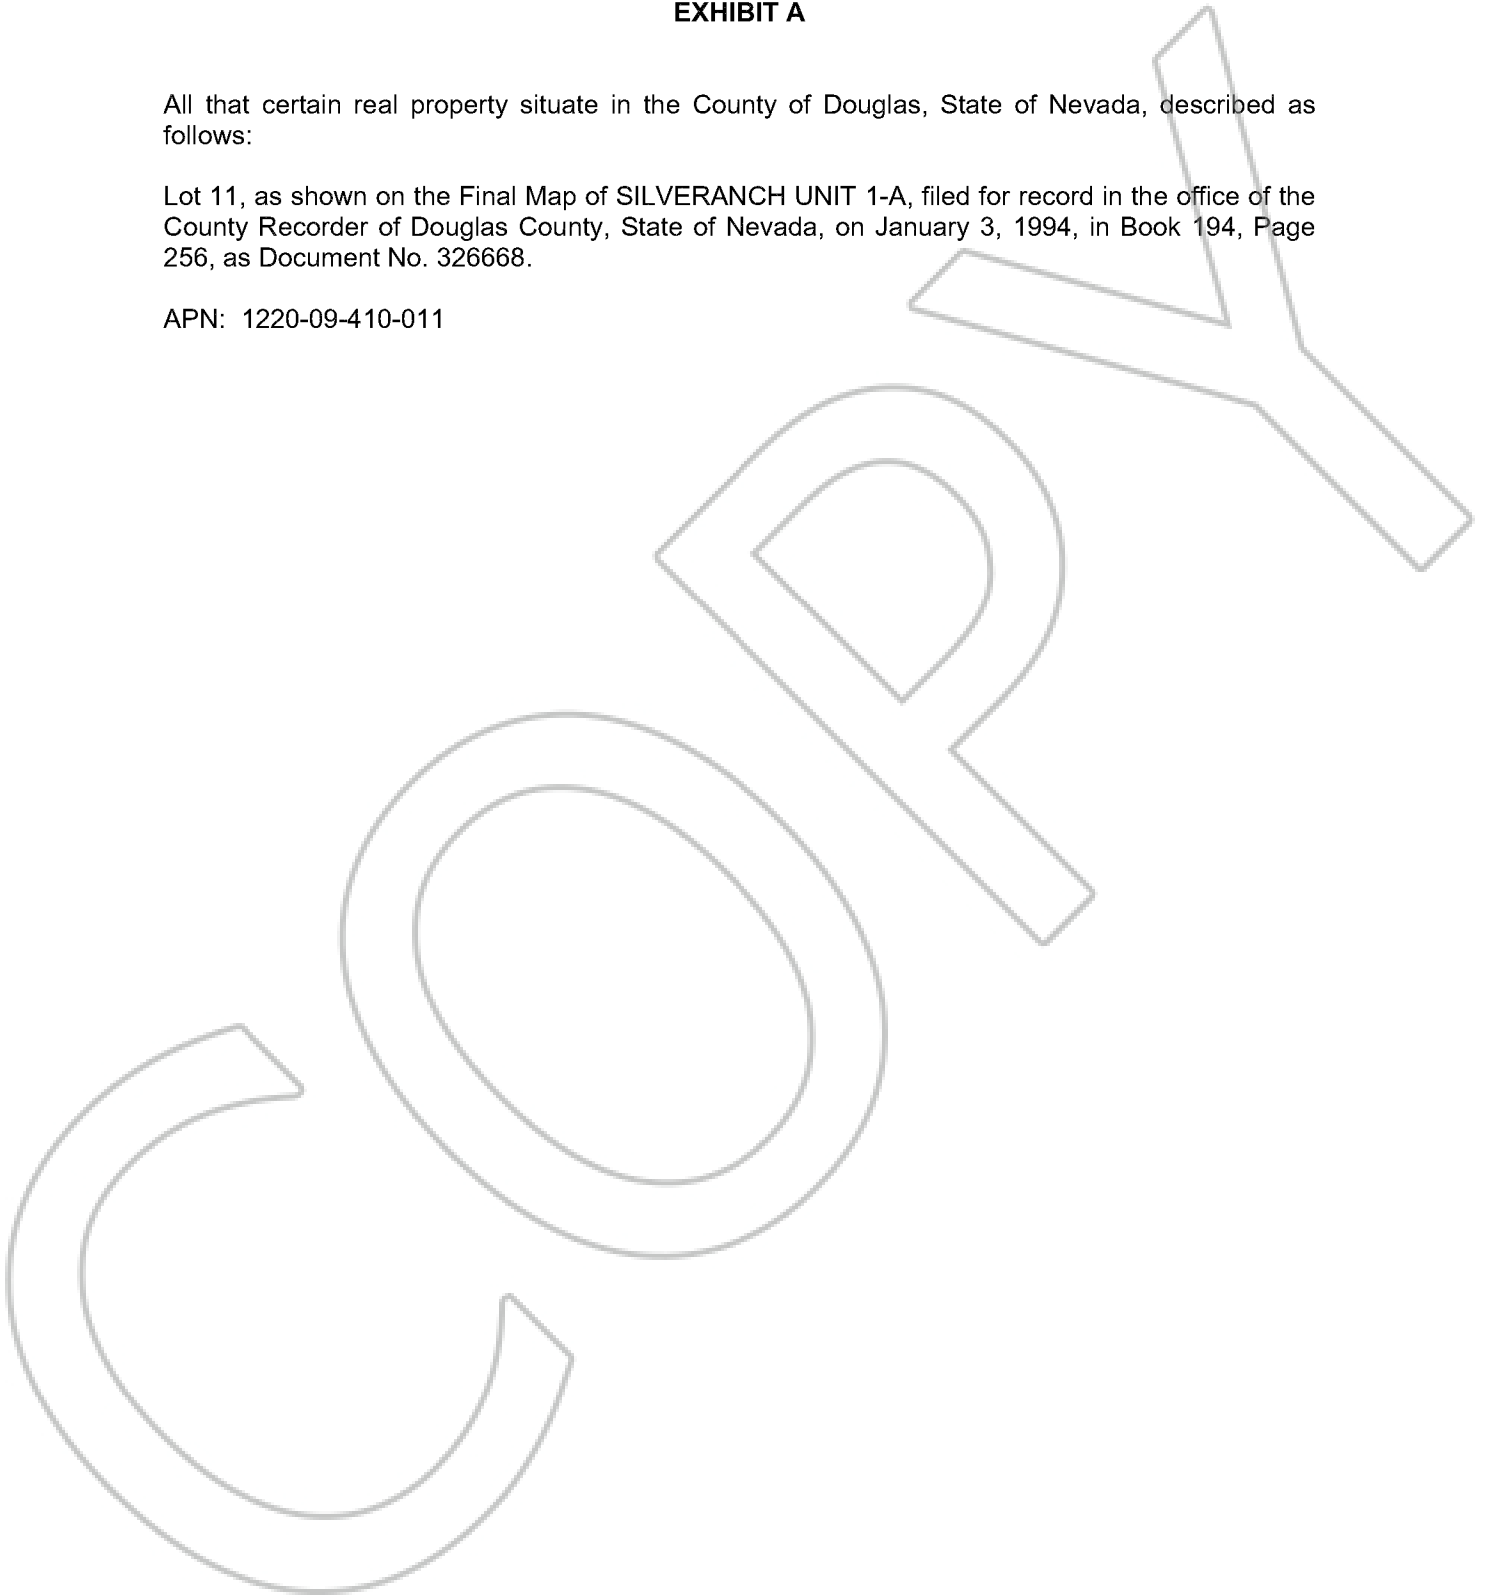 EXHIBIT A
All that certain real property situate in the County of Douglas, State of Nevada, described as
follows:
Lot 11, as shown on the Final Map of SILVERANCH UNIT 1-A, filed for record in the office of the
County Recorder of Douglas County, State of Nevada, on January 3, 1994, in Book 194, Page
256, as Document No. 326668.
APN: 1220-09-410-011
COPY